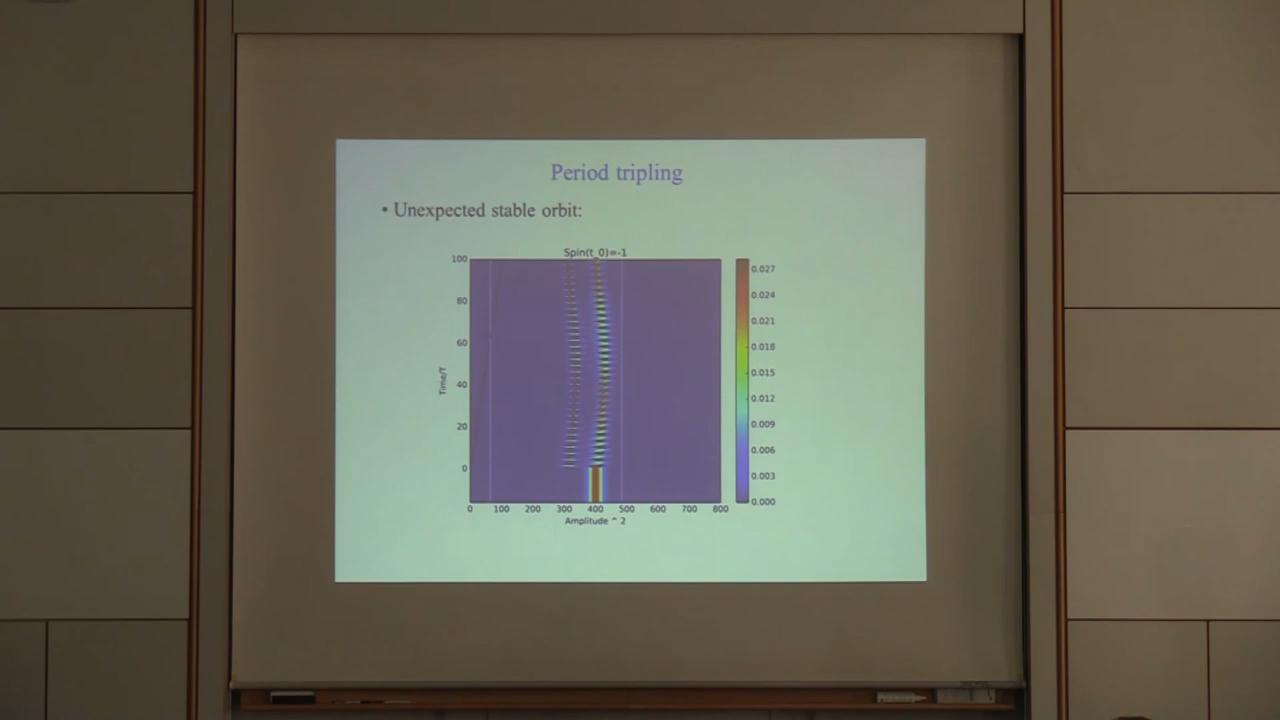 Period tripling
• Unexpected stable orbit:
Spin(t_0)=-1
100
80
60
40
20
0
Time/T
0 100 200 300 400 500 600 700 800
Amplitude ^ 2
0.027
0.024
0.021
0.018
0.015
0.012
0.009
0.006
0.003
0.000